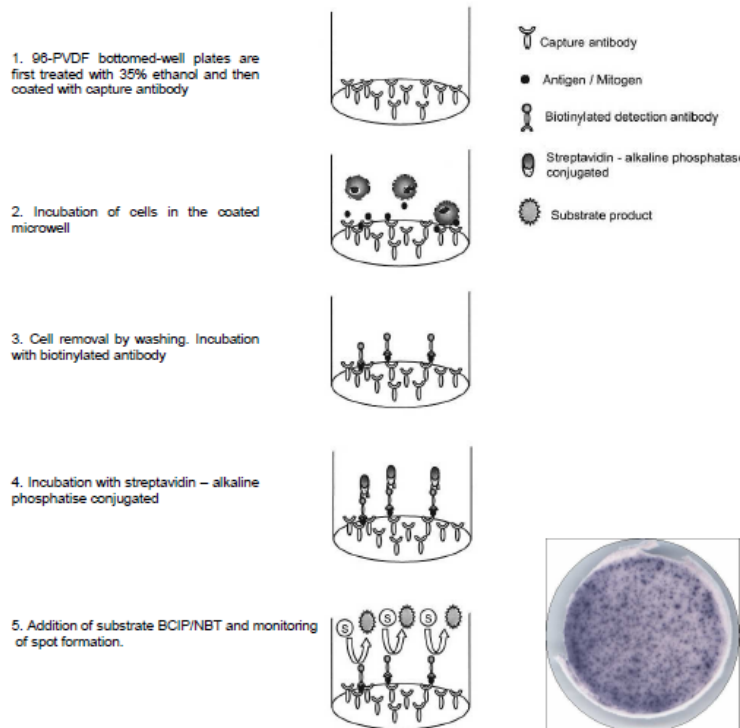 1. 96-PVDF bottomed-well plates are
first treated with 35% ethanol and then
coated with capture antibody
2. Incubation of cells in the coated
microwell
3. Cell removal by washing. Incubation
with biotinylated antibody
4. Incubation with streptavidin – alkaline
phosphatise conjugated
5. Addition of substrate BCIP/NBT and monitoring
of spot formation.
S
S
S
Capture antibody
Antigen / Mitogen
Biotinylated detection antibody
Streptavidin - alkaline phosphatase
conjugated
Substrate product